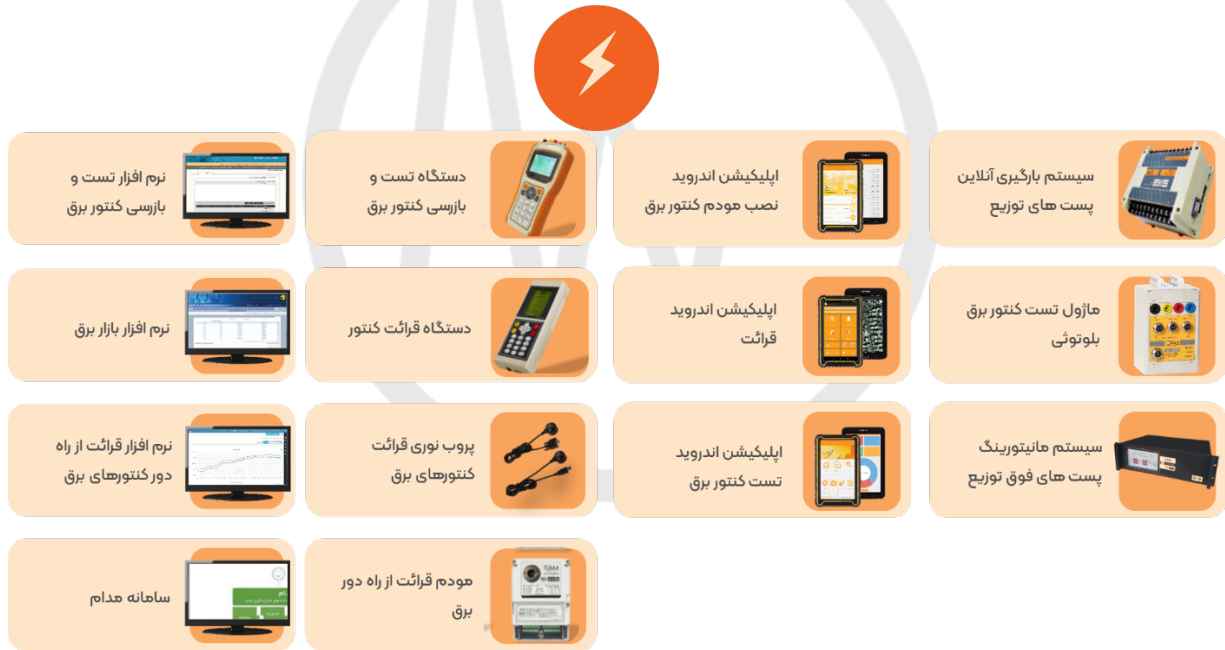 سیستم بارگیری آنلاین
پست های توزیع
اپلیکیشن اندروید
نصب مودم کنتور برق
دستگاه تست و
بازرسی کنتور برق
نرم افزار تست و
بازرسی کنتور برق
ماژول تست کنتور برق
بلوتوثی
اپلیکیشن اندروید
قرائت
دستگاه قرائت کنتور
نرم افزار بازار برق
سیستم مانیتورینگ
پست های فوق توزیع
اپلیکیشن اندروید
تست کنتور برق
پروب نوری قرائت
کنتورهای برق
نرم افزار قرائت از راه
دور کنتورهای برق
مودم قرائت از راه دور
برق
سامانه مدام